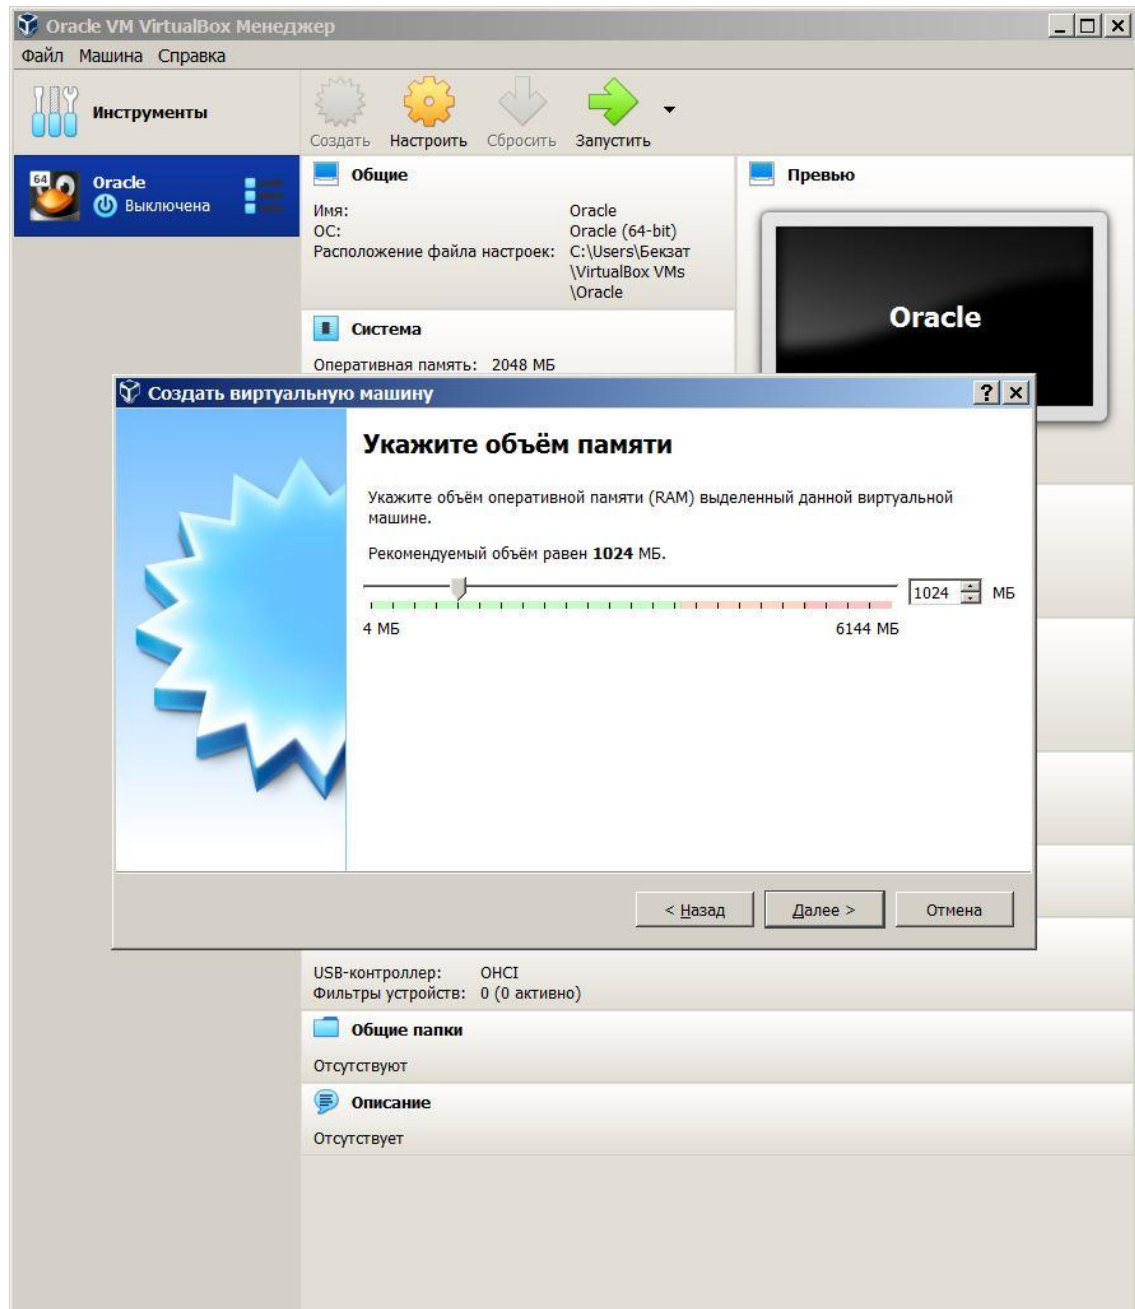 Oracle VM VirtualBox Менеджер
Файл Машина Справка
Инструменты
Создать Настроить Сбросить Запустить
64
Oracle
Выключена
Общие
Имя: Oracle
ОС: Oracle (64-bit)
Расположение файла настроек: C:\Users\Бекзат
\VirtualBox VMs
\Oracle
Превью
Oracle
Система
Оперативная память: 2048 МБ
Создать виртуальную машину
Укажите объём памяти
Укажите объём оперативной памяти (RAM) выделенный данной виртуальной
машине.
Рекомендуемый объём равен 1024 МБ.
1024 МБ
4 МБ 6144 МБ
< Назад Далее > Отмена
USB-контроллер: OHCI
Фильтры устройств: 0 (0 активно)
Общие папки
Отсутствуют
Описание
Отсутствует